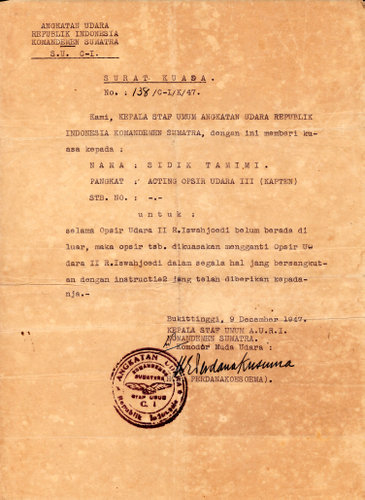 ANGKATAN UDARA
REPUBLIK INDONESIA
KOMANDEMEN SUMATRA
S.U. C-I.
SURAT KUASA.
No. : 138/C-I/K/47.
Kami, KEPALA STAF UMUM ANGKATAN UDARA REPUBLIK
INDONESIA KOMANDEMEN SUMATRA, dengan ini memberi ku-
asa kepada :
NAMA : SIDIK TAMIMI.
PANGKAT : ACTING OPSIR UDARA III (KAPTEN)
STB. NO. : -.-
untuk :
selama Opsir Udara II R.Iswahjoedi belum berada di
luar, maka opsir tsb. dikuasakan mengganti Opsir U-
dara II R.Iswahjoedi dalam segala hal jang bersangkut-
an dengan instructie2 jang telah diberikan kepada-
nja.-
Bukittinggi, 9 December 1947.
KEPALA STAF UMUM A.U.R.I.
KOMANDEMEN SUMATRA.
Komodor Muda Udara :
PERDANAKOESOEMA)
ANGKATAN UDARA
KOMANDEMEN
SUMATRA
STAF UMUM
C. I
Republik Indonesia